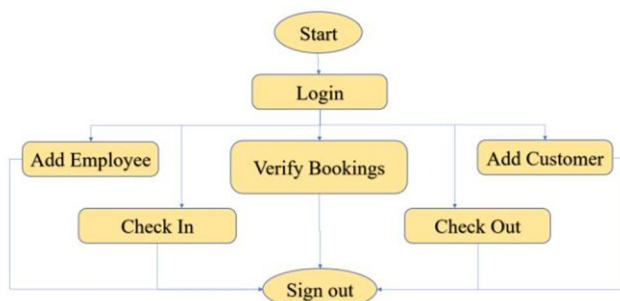 Start
Login
Add Employee
Verify Bookings
Add Customer
Check In
Check Out
Sign out